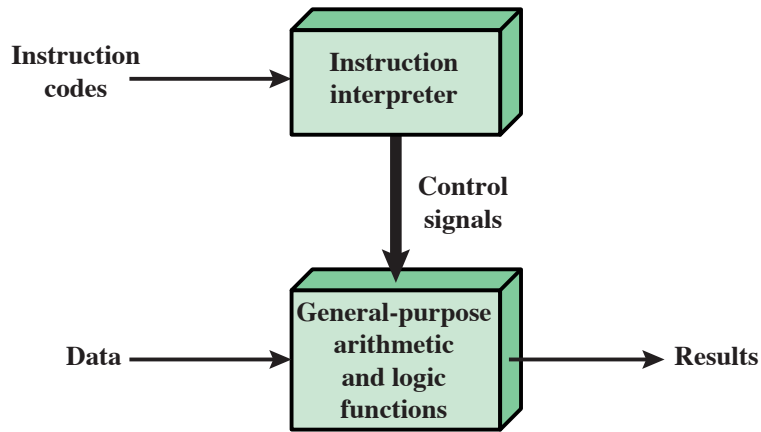 Instruction
codes
Instruction
interpreter
Control
signals
Data
General-purpose
arithmetic
and logic
functions
Results